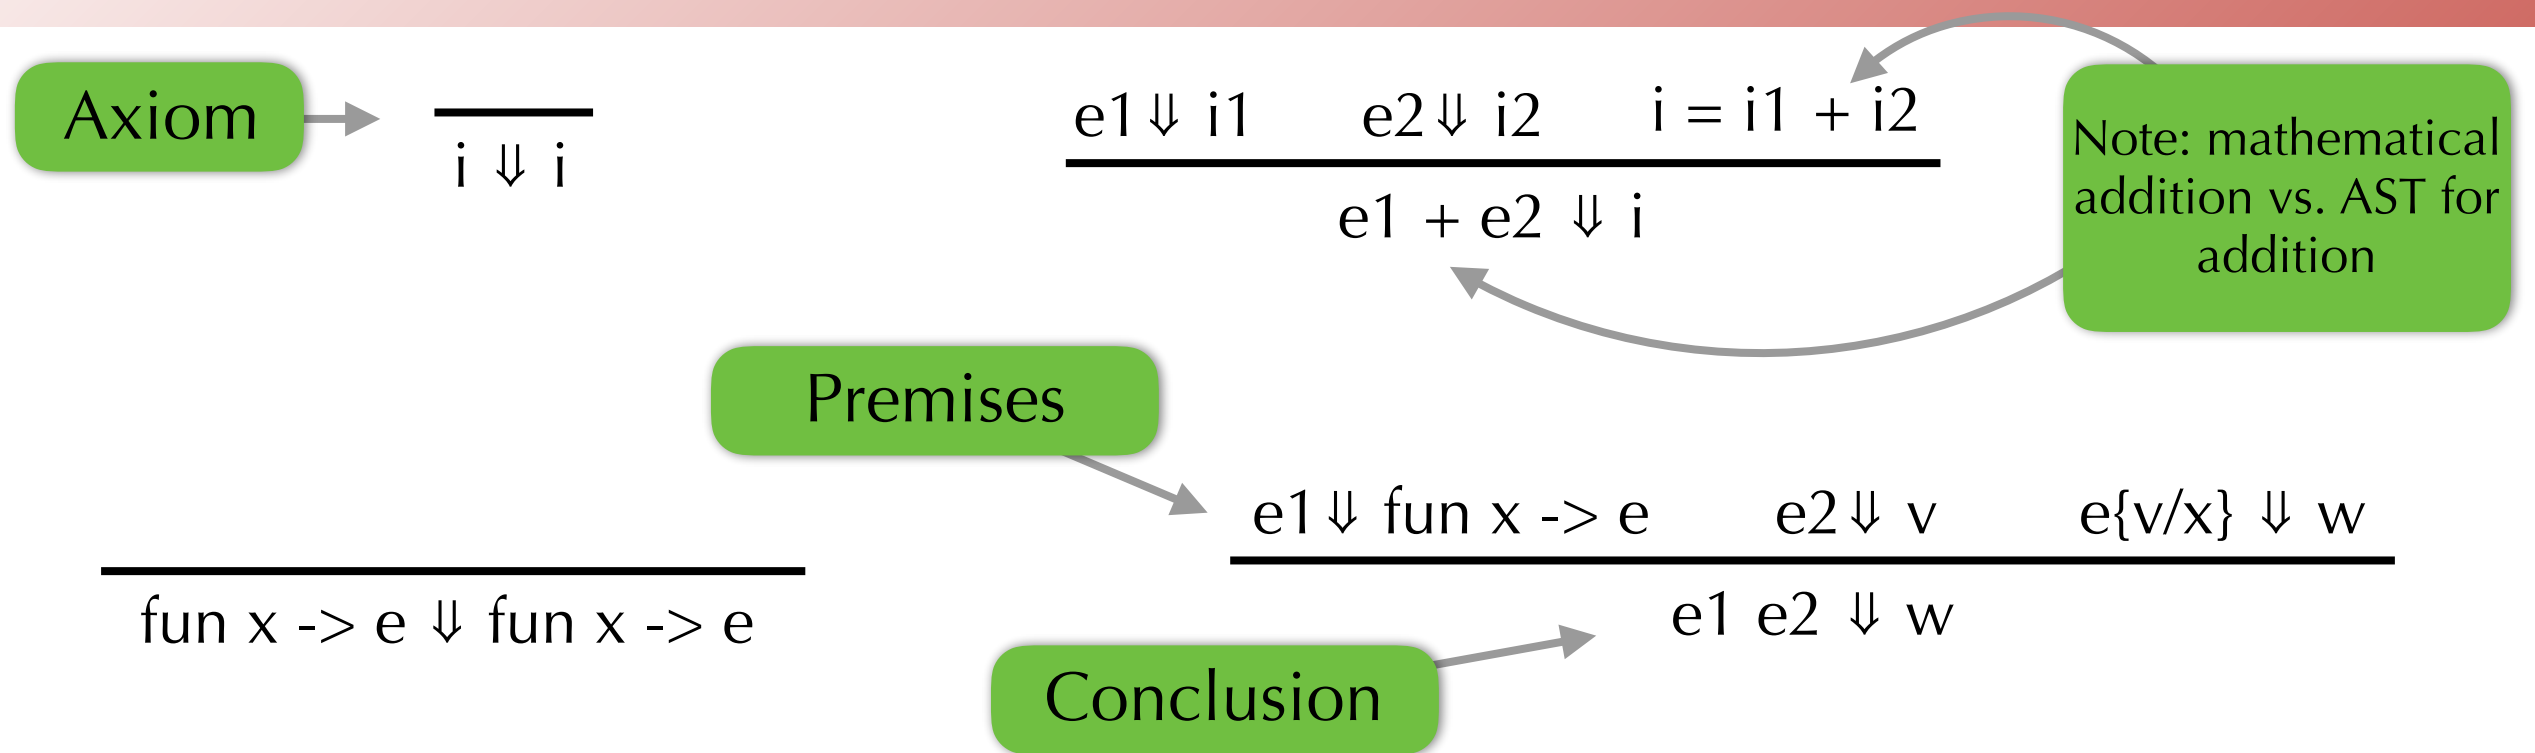 Axiom
i ⇓ i
e1 ⇓ i1 e2 ⇓ i2 i = i1 + i2
e1 + e2 ⇓ i
Note: mathematical
addition vs. AST for
addition
Premises
fun x -> e ⇓ fun x -> e
e1 ⇓ fun x -> e e2 ⇓ v e{v/x} ⇓ w
e1 e2 ⇓ w
Conclusion